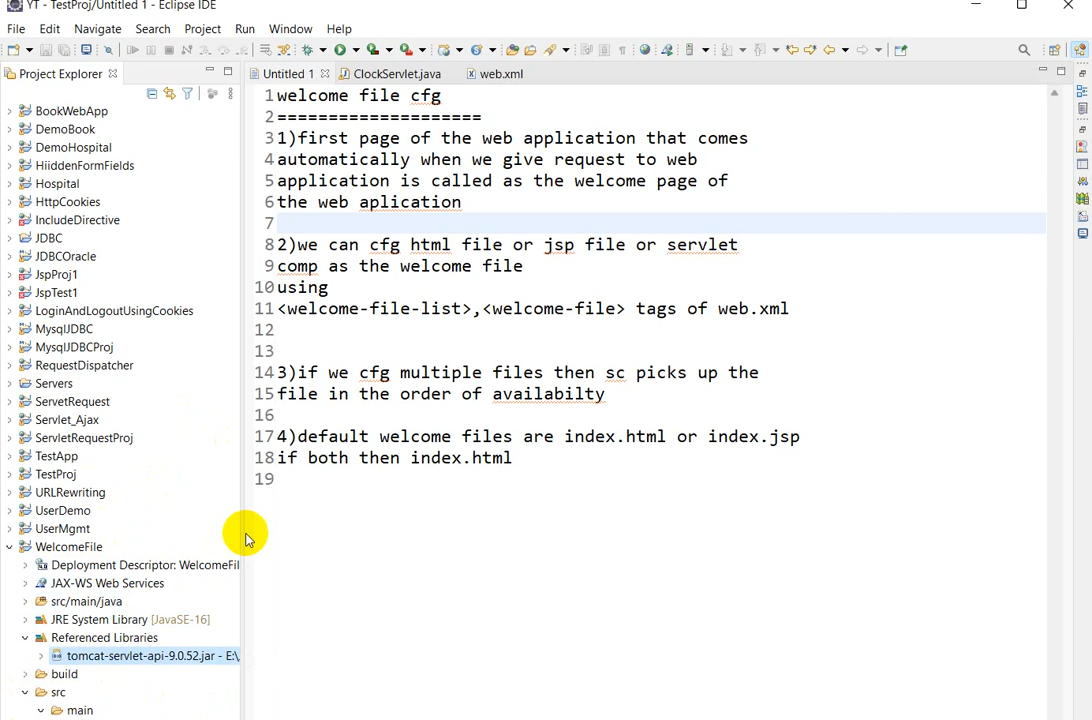 YT - TestProj/Untitled 1 - Eclipse IDE
File Edit Navigate Search Project Run Window Help
Project Explorer
Untitled 1 ClockServlet.java web.xml
BookWebApp
DemoBook
DemoHospital
HiiddenFormFields
Hospital
HttpCookies
IncludeDirective
JDBC
JDBCOracle
JspProj1
JspTest1
LoginAndLogoutUsingCookies
MysqlJDBC
MysqlJDBCProj
RequestDispatcher
Servers
ServetRequest
Servlet_Ajax
ServletRequestProj
TestApp
TestProj
URLRewriting
UserDemo
UserMgmt
WelcomeFile
Deployment Descriptor: WelcomeFil
JAX-WS Web Services
src/main/java
JRE System Library [JavaSE-16]
Referenced Libraries
tomcat-servlet-api-9.0.52.jar - E:\
build
src
main
1 welcome file cfg
2 ====================
3 1)first page of the web application that comes
4 automatically when we give request to web
5 application is called as the welcome page of
6 the web aplication
7
8 2)we can cfg html file or jsp file or servlet
9 comp as the welcome file
10 using
11 <welcome-file-list>,<welcome-file> tags of web.xml
12
13
14 3)if we cfg multiple files then sc picks up the
15 file in the order of availabilty
16
17 4)default welcome files are index.html or index.jsp
18 if both then index.html
19